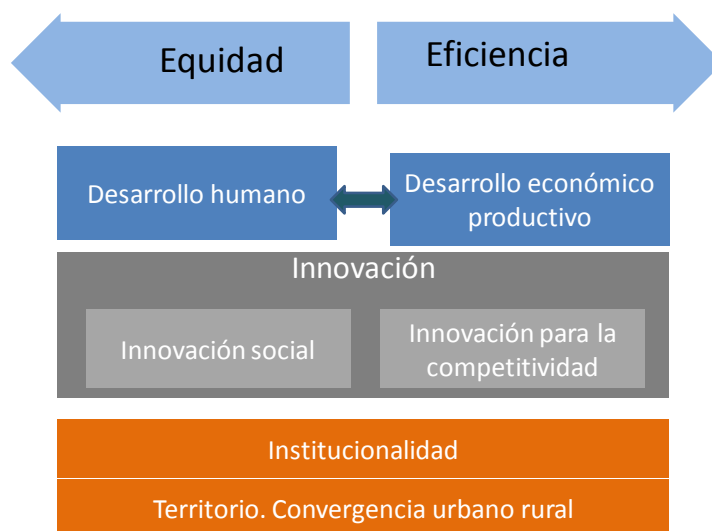 Equidad
Eficiencia
Desarrollo humano
Desarrollo económico
productivo
Innovación
Innovación social
Innovación para la
competitividad
Institucionalidad
Territorio. Convergencia urbano rural